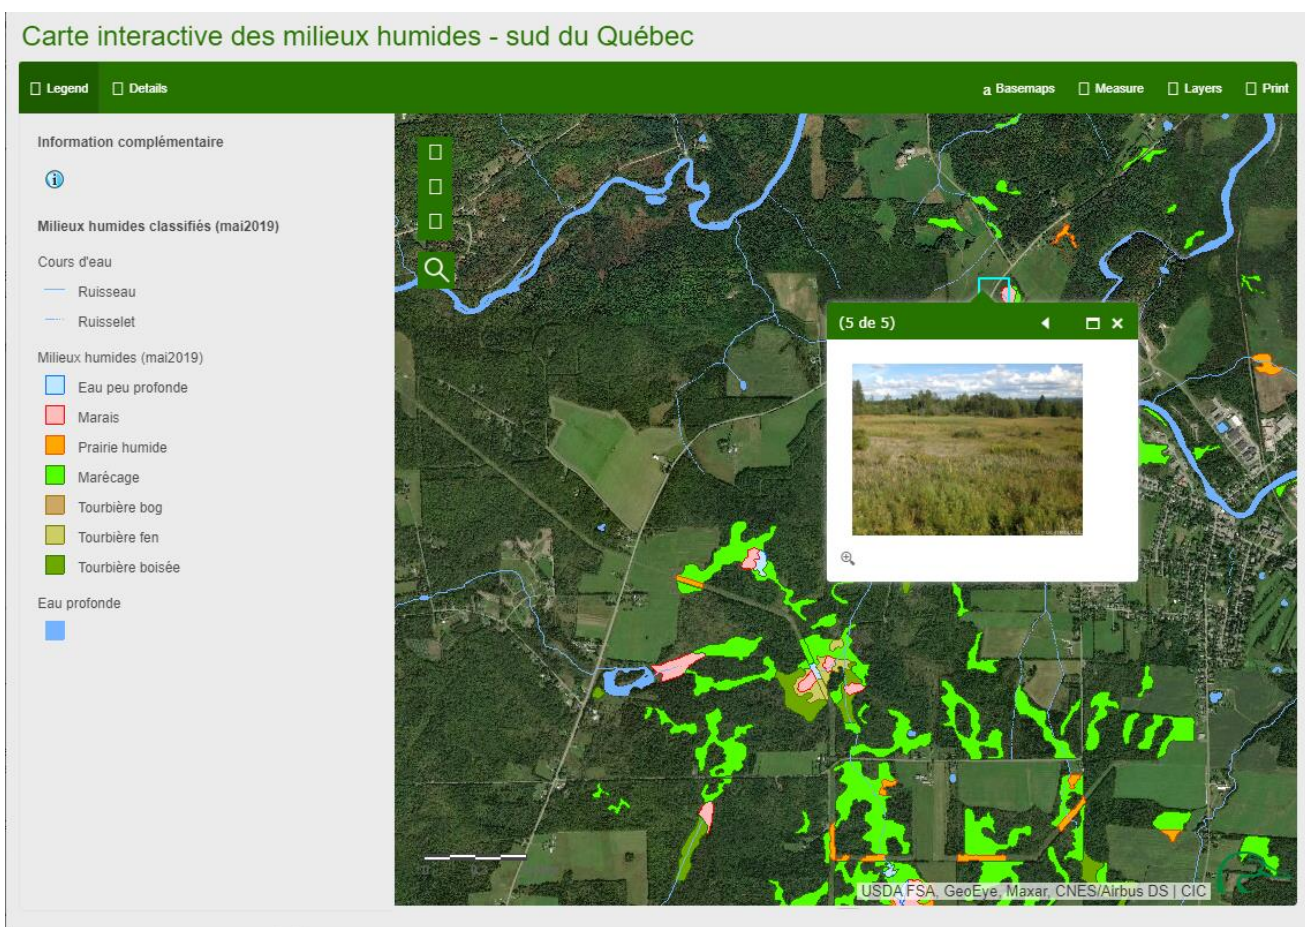 Carte interactive des milieux humides - sud du Québec
Legend Details a Basemaps Measure Layers Print
Information complémentaire
Milieux humides classifiés (mai2019)
Cours d'eau
Ruisseau
Ruisselet
Milieux humides (mai2019)
Eau peu profonde
Marais
Prairie humide
Marécage
Tourbière bog
Tourbière fen
Tourbière boisée
Eau profonde
(5 de 5)
USDA FSA, GeoEye, Maxar, CNES/Airbus DS | CIC